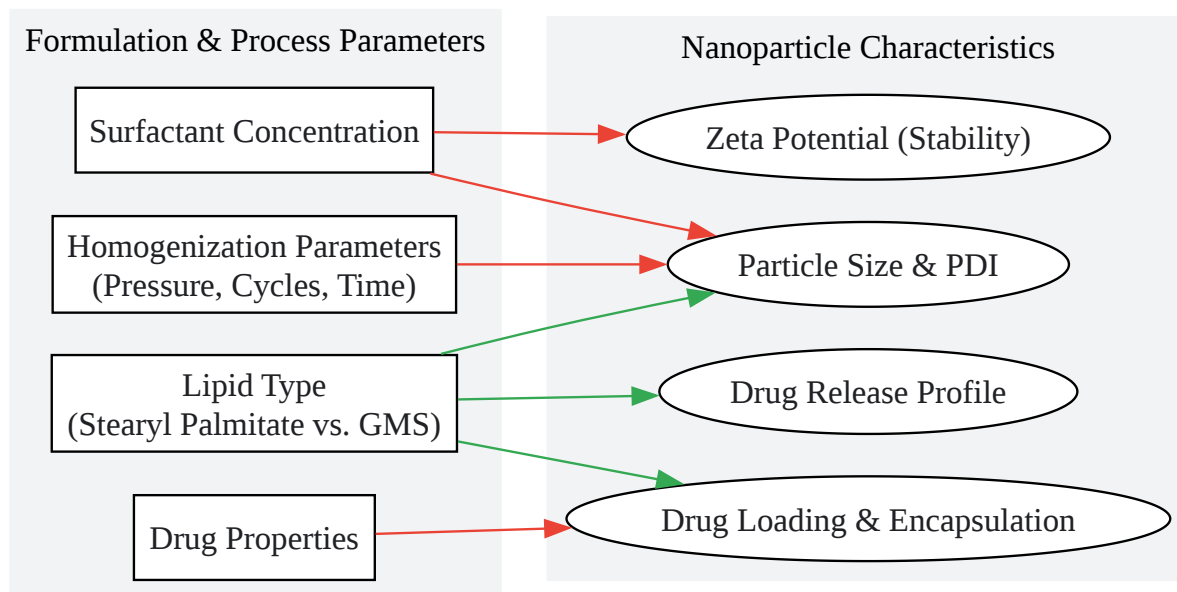 Formulation & Process Parameters
Surfactant Concentration
Homogenization Parameters
(Pressure, Cycles, Time)
Lipid Type
(Stearyl Palmitate vs. GMS)
Drug Properties
Nanoparticle Characteristics
Zeta Potential (Stability)
Particle Size & PDI
Drug Release Profile
Drug Loading & Encapsulation